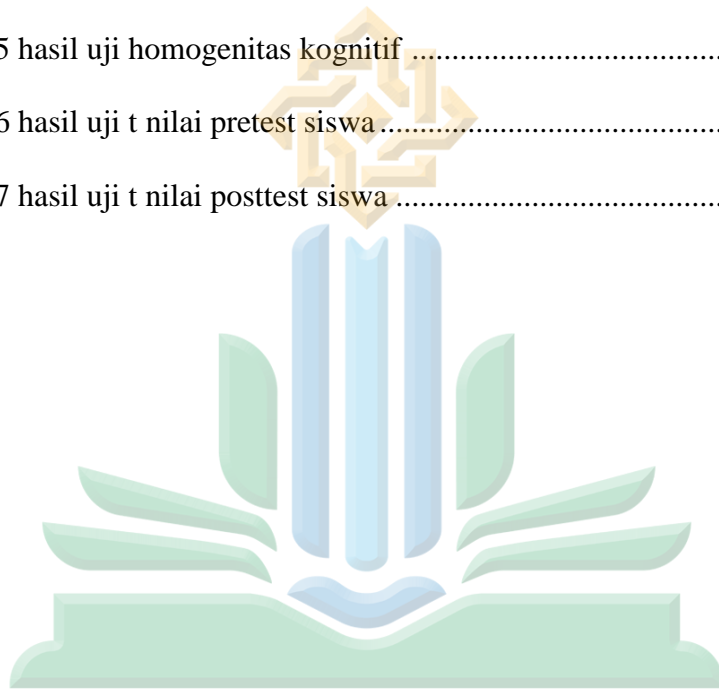 5 hasil uji homogenitas kognitif ........................................
6 hasil uji t nilai pretest siswa ............................................
7 hasil uji t nilai posttest siswa ..........................................